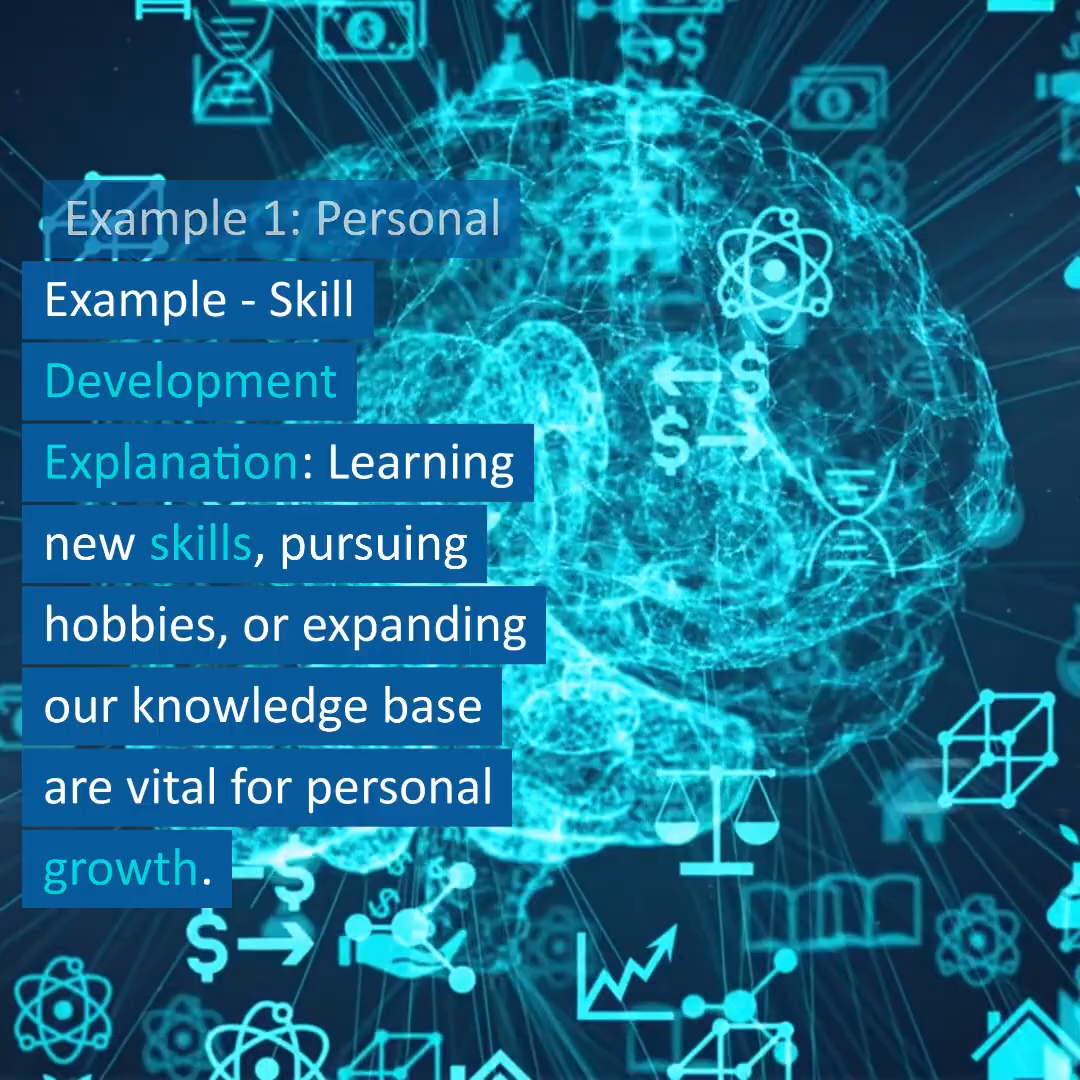 Example 1: Personal
Example - Skill
Development
Explanation: Learning
new skills, pursuing
hobbies, or expanding
our knowledge base
are vital for personal
growth.